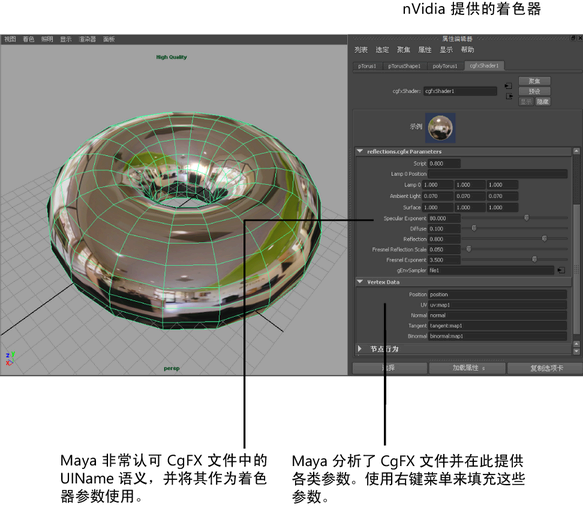 nVidia 提供的着色器
视图 着色 照明 显示 渲染器 面板
High Quality
persp
属性编辑器
列表 选定 聚焦 属性 显示 帮助
pTorus1 pTorusShape1 polyTorus1 cgfxShader1
cgfxShader: cgfxShader1
聚焦
预设
显示 隐藏
示例
reflections.cgfx Parameters
Script 0.800
Lamp 0 Position
Lamp 0 1.000 1.000 1.000
Ambient Light 0.070 0.070 0.070
Surface 1.000 1.000 1.000
Specular Exponent 80.000
Diffuse 0.100
Reflection 0.800
Fresnel Reflection Scale 0.050
Fresnel Exponent 3.500
gEnvSampler file1
Vertex Data
Position position
UV uv:map1
Normal normal
Tangent tangent:map1
Binormal binormal:map1
节点行为
选择 加载属性 复制选项卡
Maya 非常认可 CgFX 文件中的
UIName 语义，并将其作为着色
器参数使用。
Maya 分析了 CgFX 文件并在此提供
各类参数。使用右键菜单来填充这些
参数。